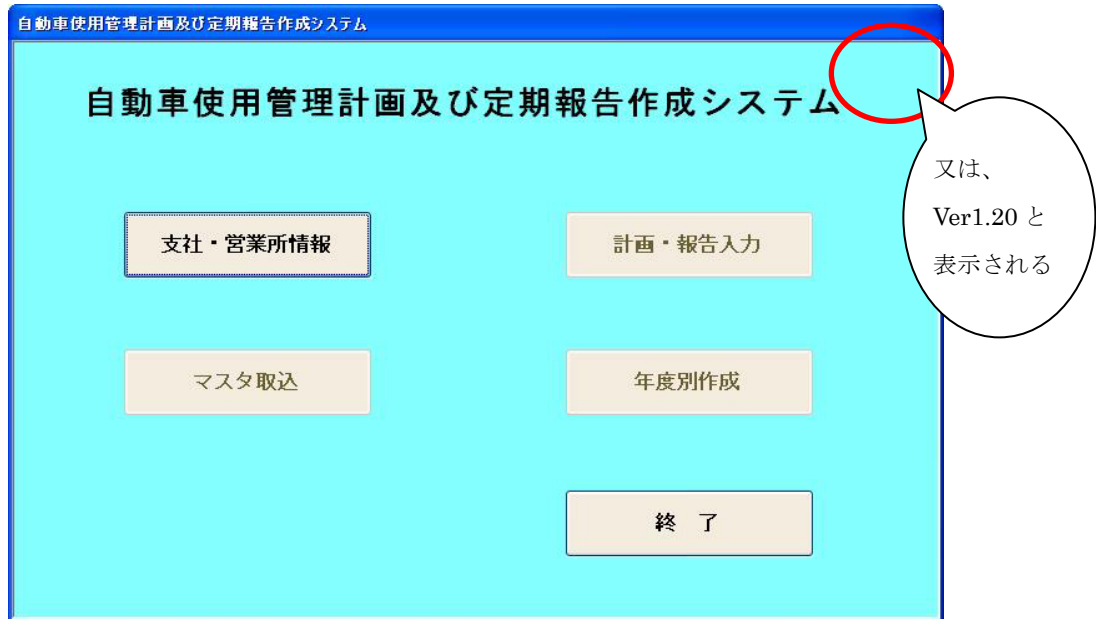 自動車使用管理計画及び定期報告作成システム
自動車使用管理計画及び定期報告作成システム
又は、
Ver1.20 と
表示される
支社・営業所情報
計画・報告入力
マスタ取込
年度別作成
終 了